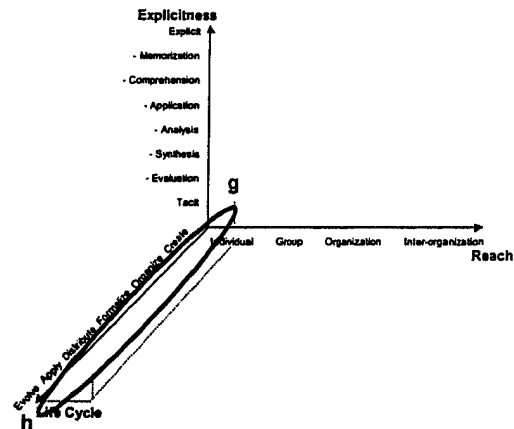 Explicitness
Explicit
- Memorization
- Comprehension
- Application
- Analysis
- Synthesis
- Evaluation
g
Tacit
Individual Group Organization Inter-organization
Reach
Evolve Apply Distribute Formalize Organize Create
Life Cycle
h